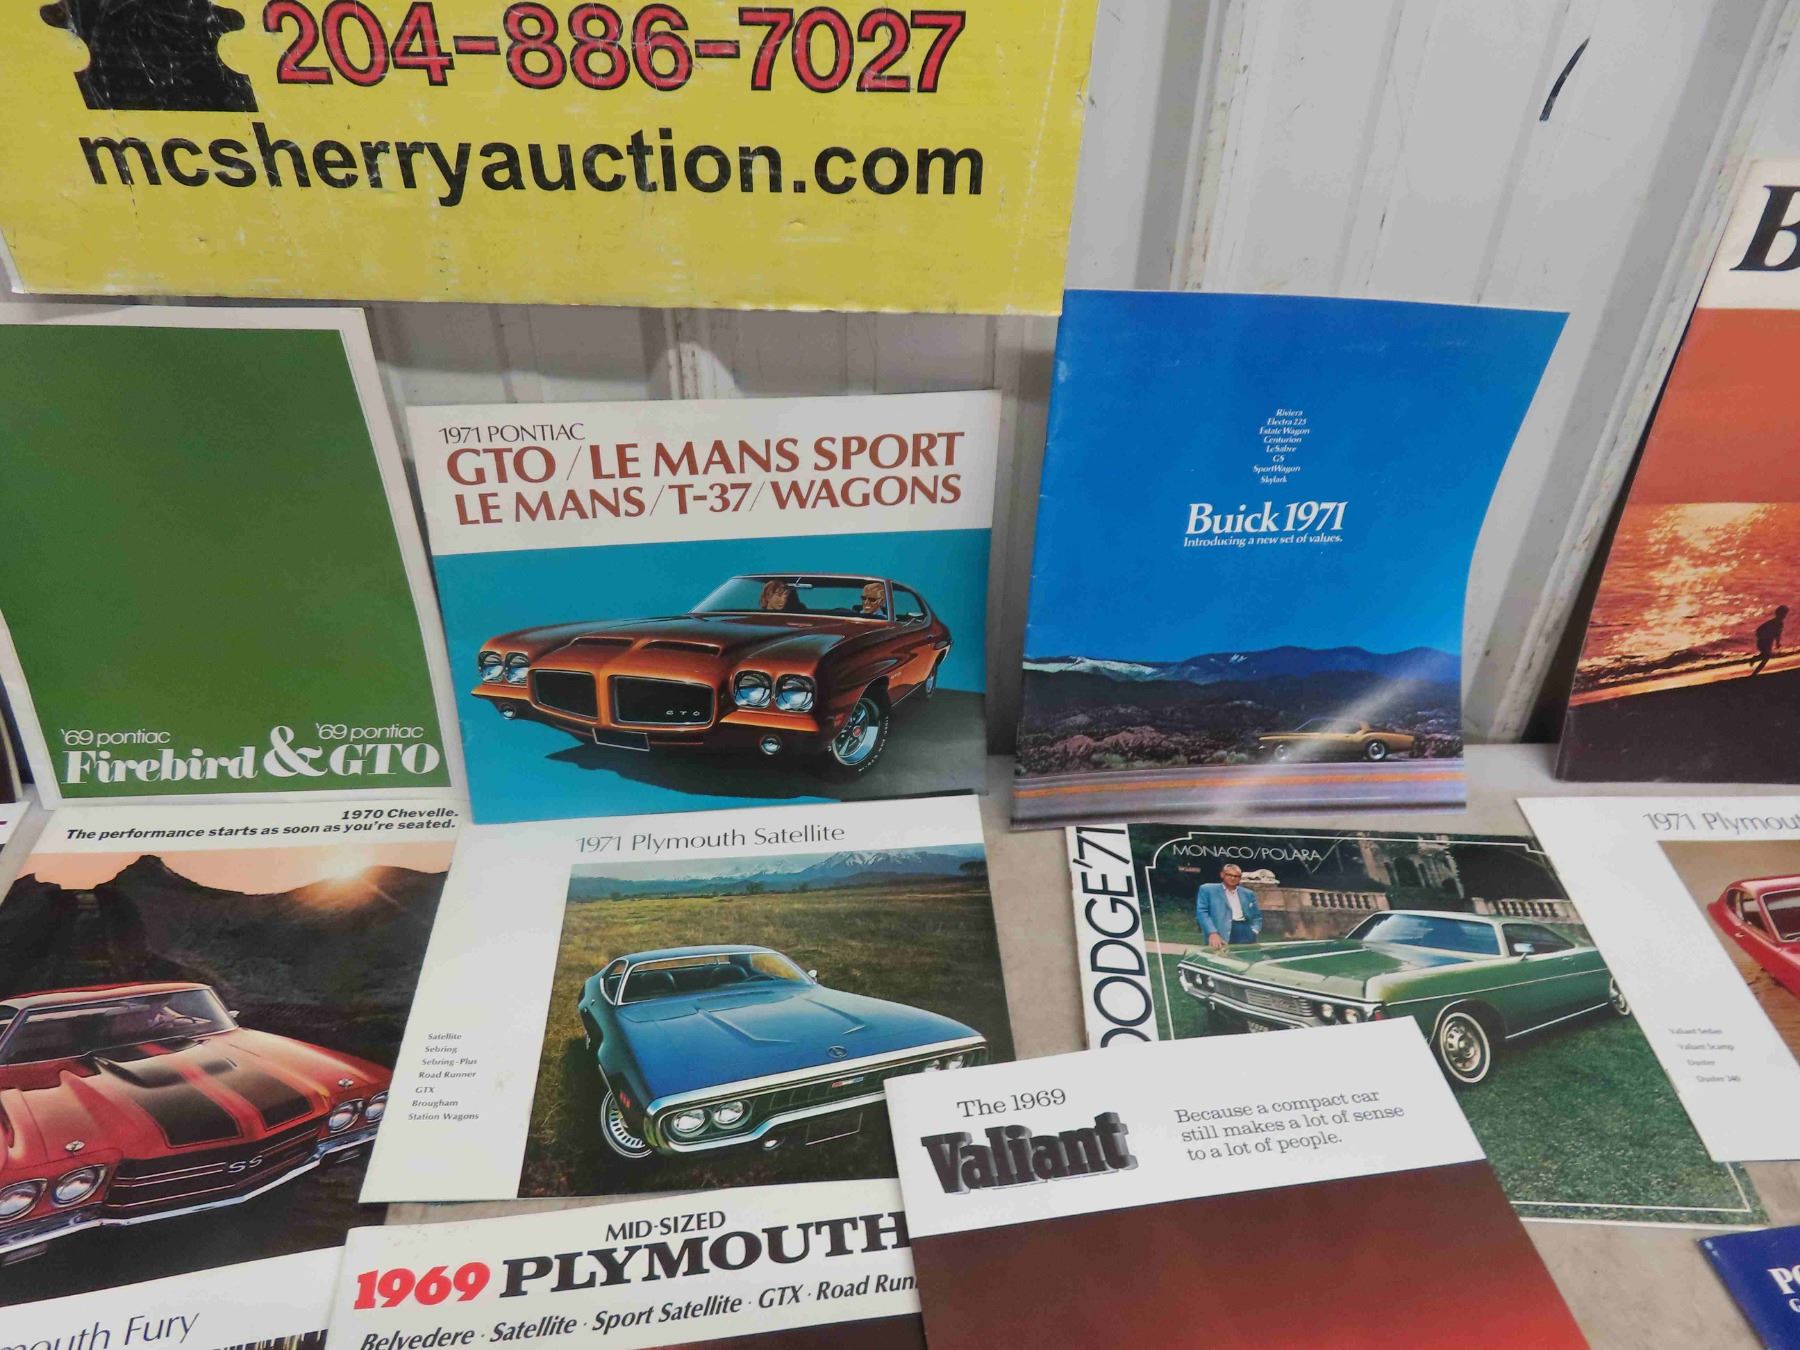 204-886-7027
mcsherryauction.com
'69 pontiac
Firebird & '69 pontiac
GTO
1971 PONTIAC
GTO / LE MANS SPORT
LE MANS / T-37 / WAGONS
GTO
Riviera
Electra 225
Estate Wagon
Centurion
LeSabre
GS
SportWagon
Skylark
Buick 1971
Introducing a new set of values.
B
1970 Chevelle.
The performance starts as soon as you're seated.
SS
1971 Plymouth Satellite
Satellite
Sebring
Sebring-Plus
Road Runner
GTX
Brougham
Station Wagons
DODGE '71
MONACO/POLARA
1971 Plymout
Valiant Sedan
Valiant Scamp
Duster
Duster 340
The 1969
Valiant
Because a compact car
still makes a lot of sense
to a lot of people.
mouth Fury
MID-SIZED
1969 PLYMOUTH
Belvedere · Satellite · Sport Satellite · GTX · Road Run